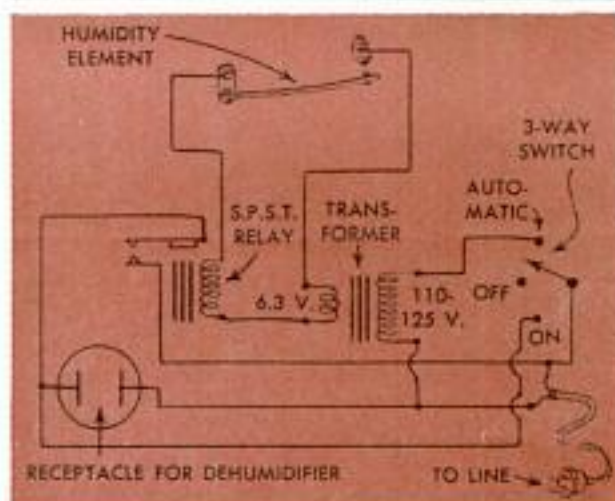 HUMIDITY
ELEMENT
3-WAY
SWITCH
AUTO-
MATIC
S.P.S.T.
RELAY
TRANS-
FORMER
6.3 V.
110-
125 V.
OFF
ON
RECEPTACLE FOR DEHUMIDIFIER
TO LINE